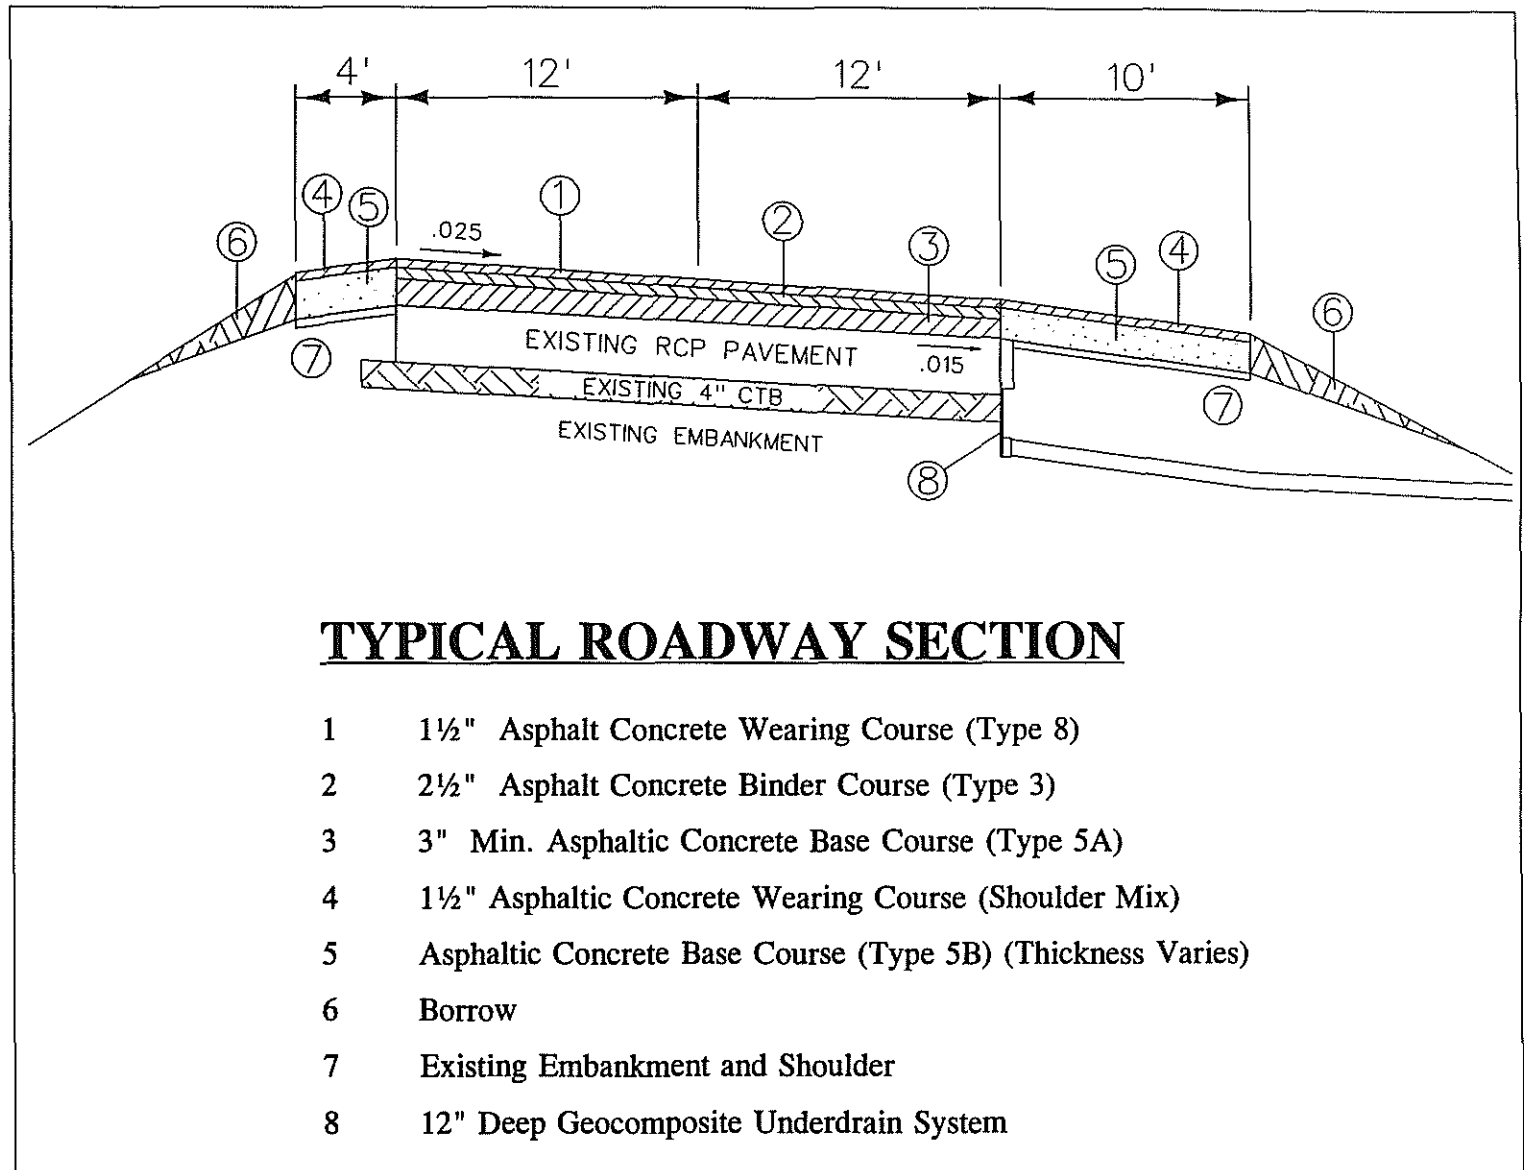 4' 12' 12' 10'
4 5 1 2 3 5 4
6 .025 6
7 EXISTING RCP PAVEMENT .015 7
EXISTING 4" CTB
EXISTING EMBANKMENT
8
TYPICAL ROADWAY SECTION
1 1½" Asphalt Concrete Wearing Course (Type 8)
2 2½" Asphalt Concrete Binder Course (Type 3)
3 3" Min. Asphaltic Concrete Base Course (Type 5A)
4 1½" Asphaltic Concrete Wearing Course (Shoulder Mix)
5 Asphaltic Concrete Base Course (Type 5B) (Thickness Varies)
6 Borrow
7 Existing Embankment and Shoulder
8 12" Deep Geocomposite Underdrain System